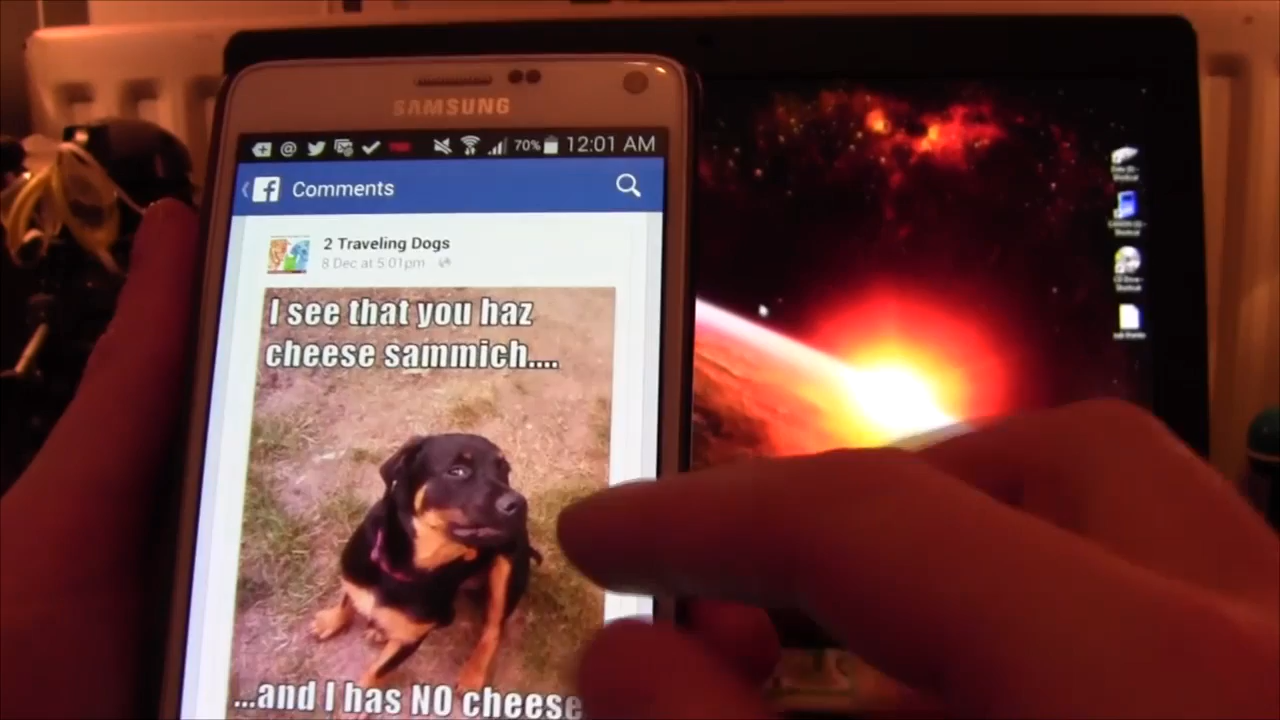 SAMSUNG
70% 12:01 AM
Comments
2 Traveling Dogs
8 Dec at 5:01pm
I see that you haz
cheese sammich....
...and I has NO cheese